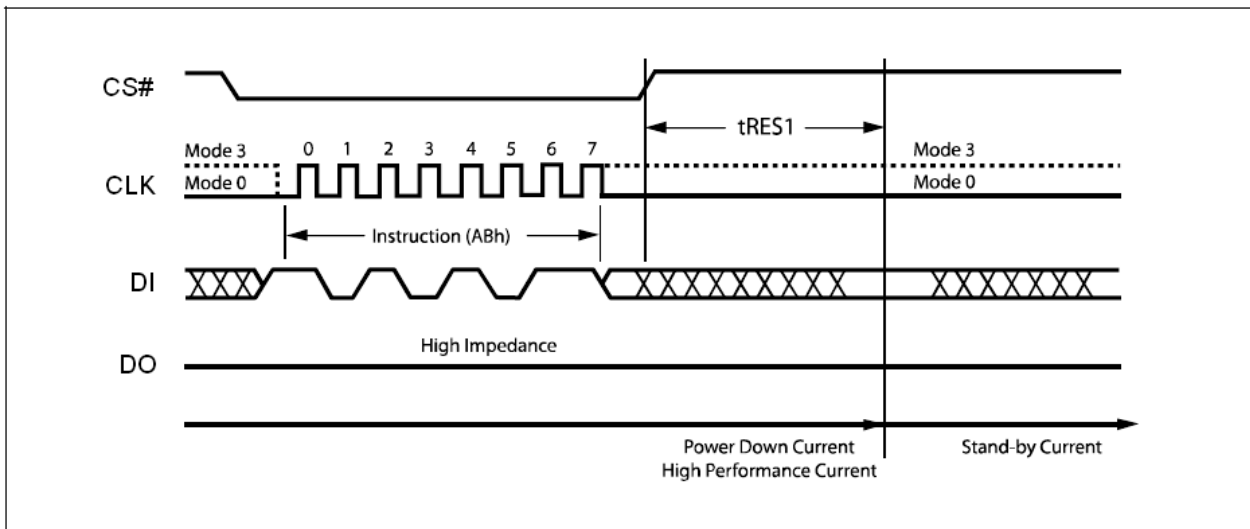 CS#
tRES1
Mode 3 0 1 2 3 4 5 6 7 Mode 3
CLK Mode 0 Mode 0
Instruction (ABh)
DI
High Impedance
DO
Power Down Current Stand-by Current
High Performance Current